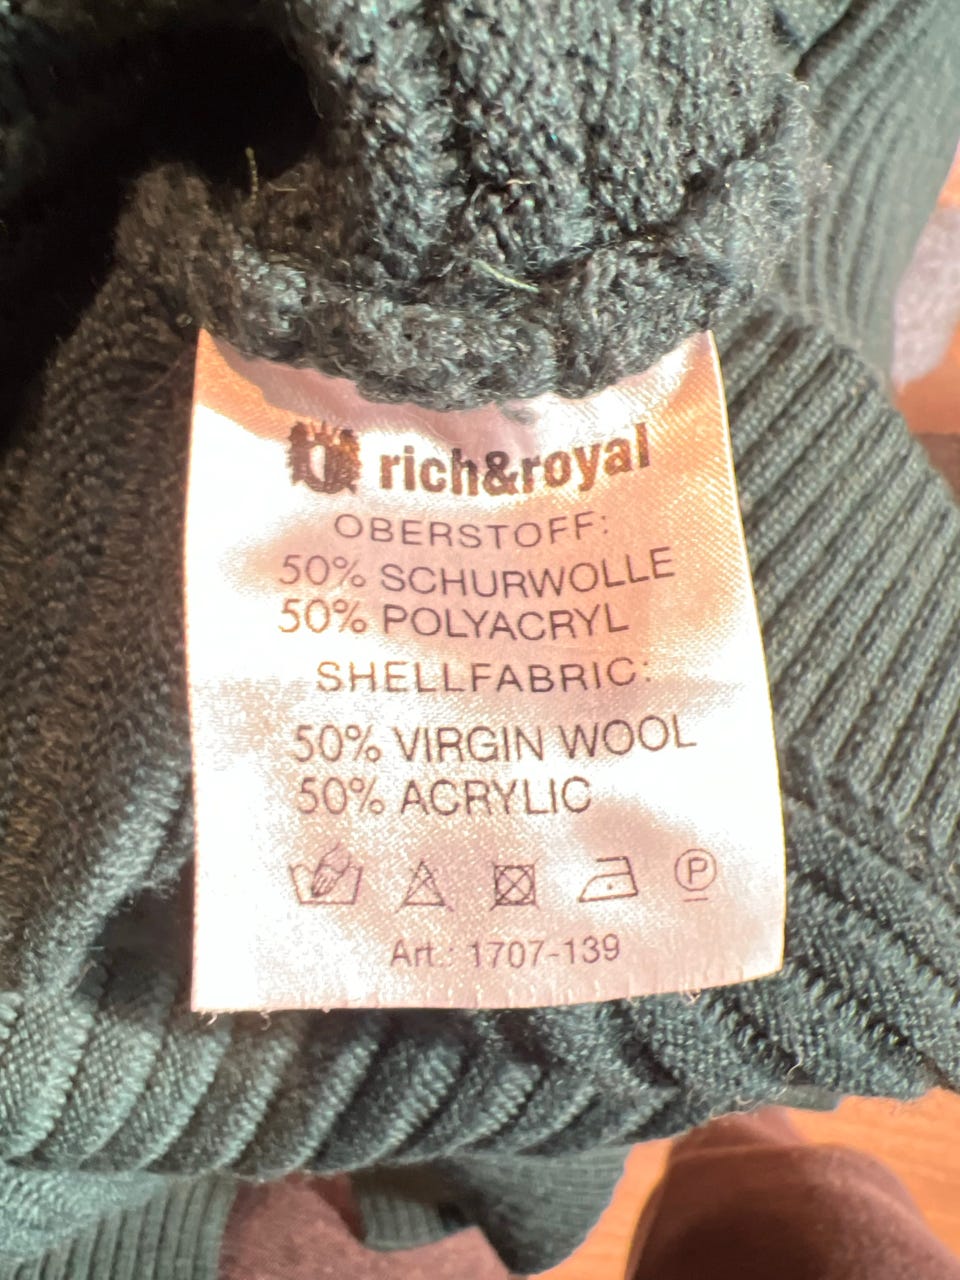 rich&royal
OBERSTOFF:
50% SCHURWOLLE
50% POLYACRYL
SHELLFABRIC:
50% VIRGIN WOOL
50% ACRYLIC
P
Art.: 1707-139